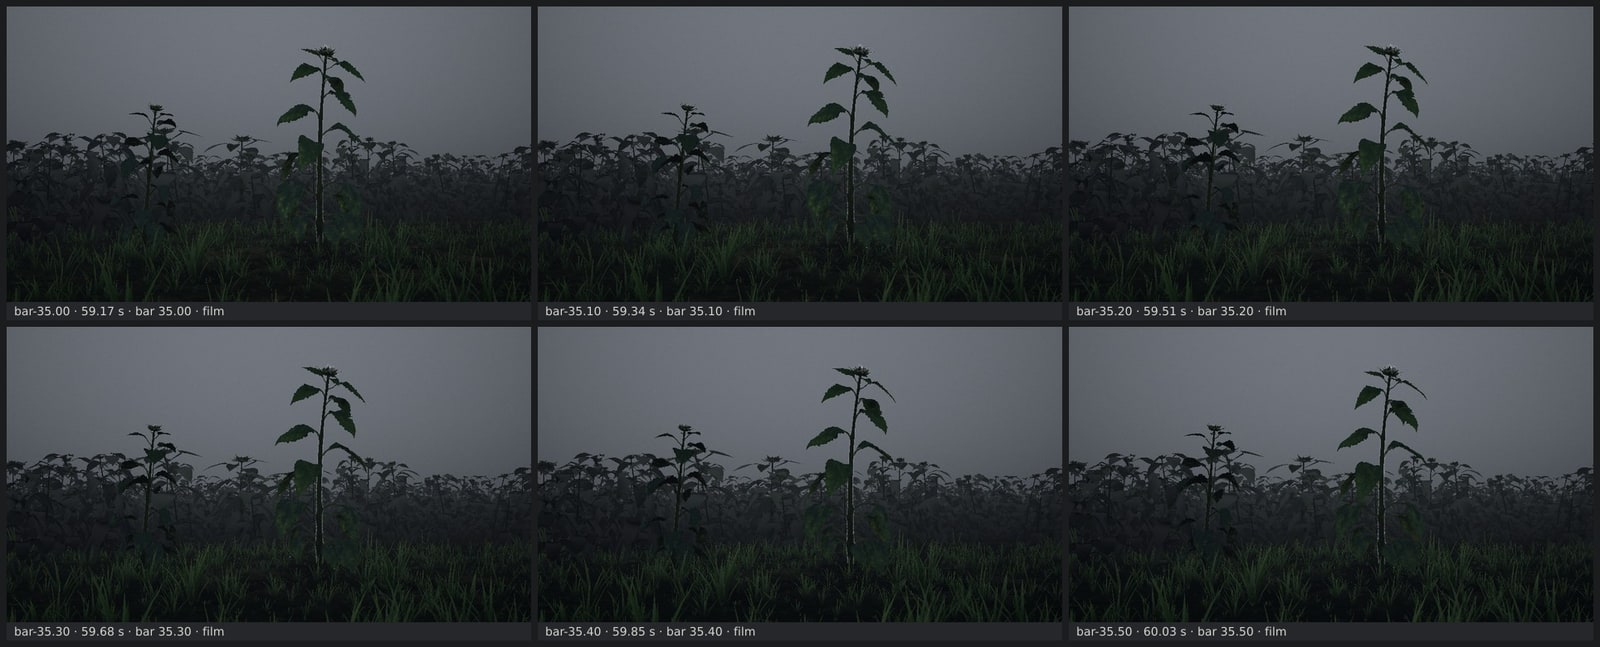 bar-35.00 · 59.17 s · bar 35.00 · film
bar-35.10 · 59.34 s · bar 35.10 · film
bar-35.20 · 59.51 s · bar 35.20 · film
bar-35.30 · 59.68 s · bar 35.30 · film
bar-35.40 · 59.85 s · bar 35.40 · film
bar-35.50 · 60.03 s · bar 35.50 · film